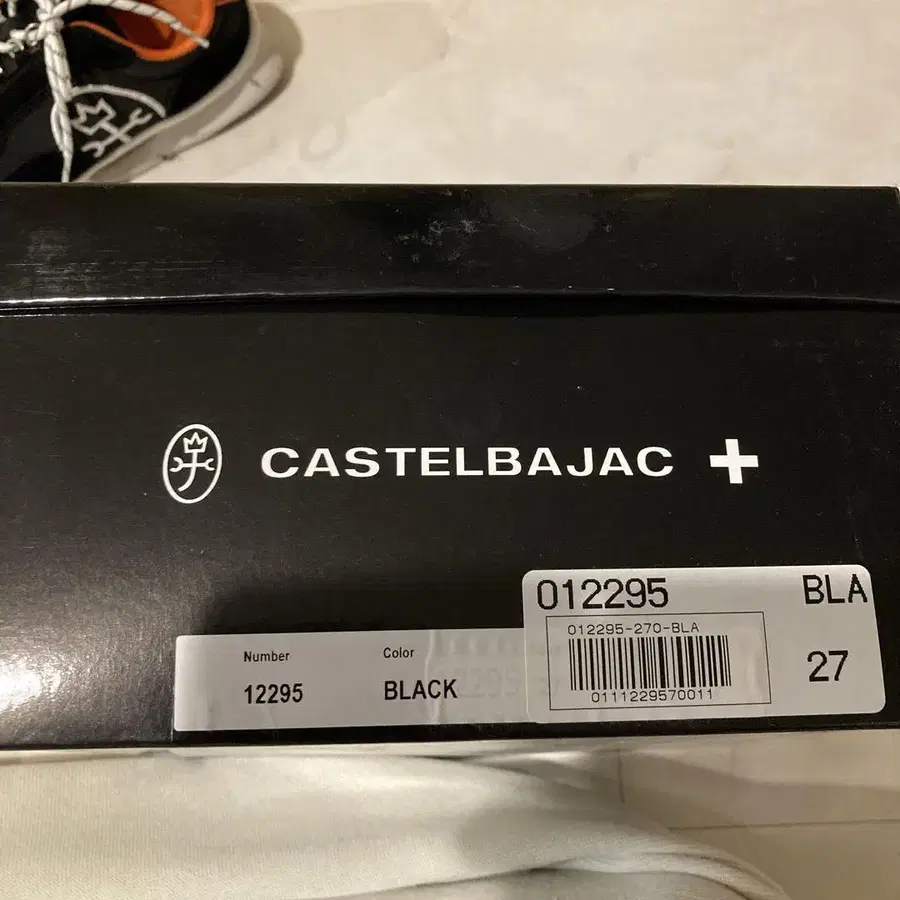 CASTELBAJAC
012295 BLA
012295-270-BLA
0111229570011
27
Number Color
12295 BLACK